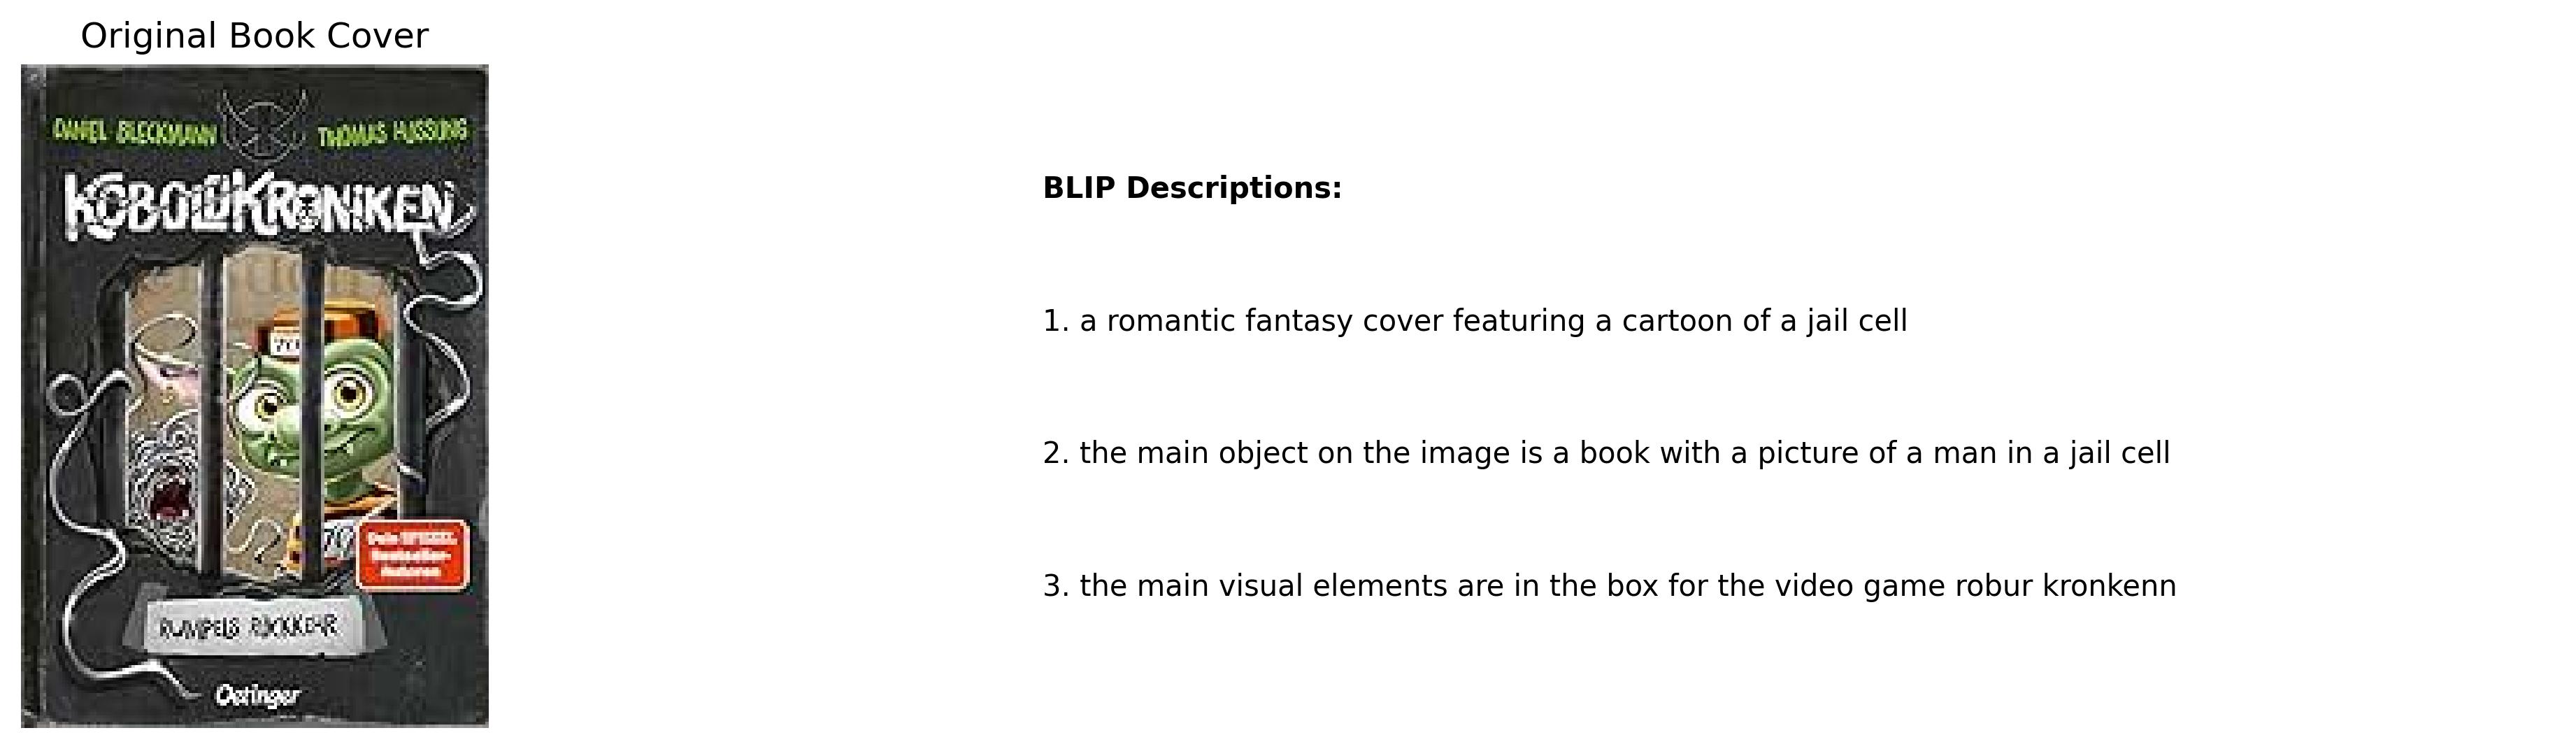 Original Book Cover
DANIEL BLECKMANN THOMAS HUSSUNG
KOBOLDKRONIKEN
Dein SPIEGEL
Bestseller-
Autoren
RUMPELS RÜCKKEHR
Oetinger
BLIP Descriptions:
1. a romantic fantasy cover featuring a cartoon of a jail cell
2. the main object on the image is a book with a picture of a man in a jail cell
3. the main visual elements are in the box for the video game robur kronkenn